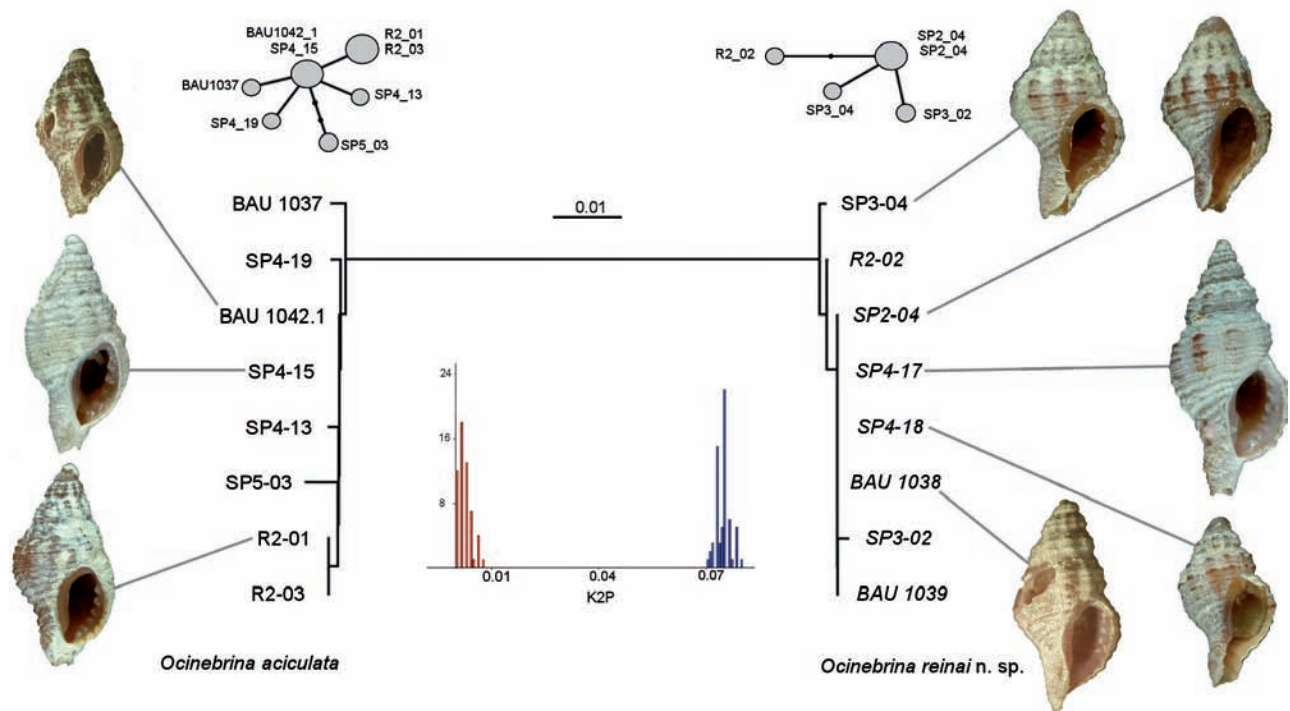 BAU1042_1
SP4_15
R2_01
R2_03
BAU1037
SP4_13
SP4_19
SP5_03
SP2_04
SP2_04
R2_02
SP3_04
SP3_02
0.01
BAU 1037
SP4-19
BAU 1042.1
SP4-15
SP4-13
SP5-03
R2-01
R2-03
Ocinebrina aciculata
24
16
8
0.01
0.04
0.07
K2P
SP3-04
R2-02
SP2-04
SP4-17
SP4-18
BAU 1038
SP3-02
BAU 1039
Ocinebrina reinai n. sp.